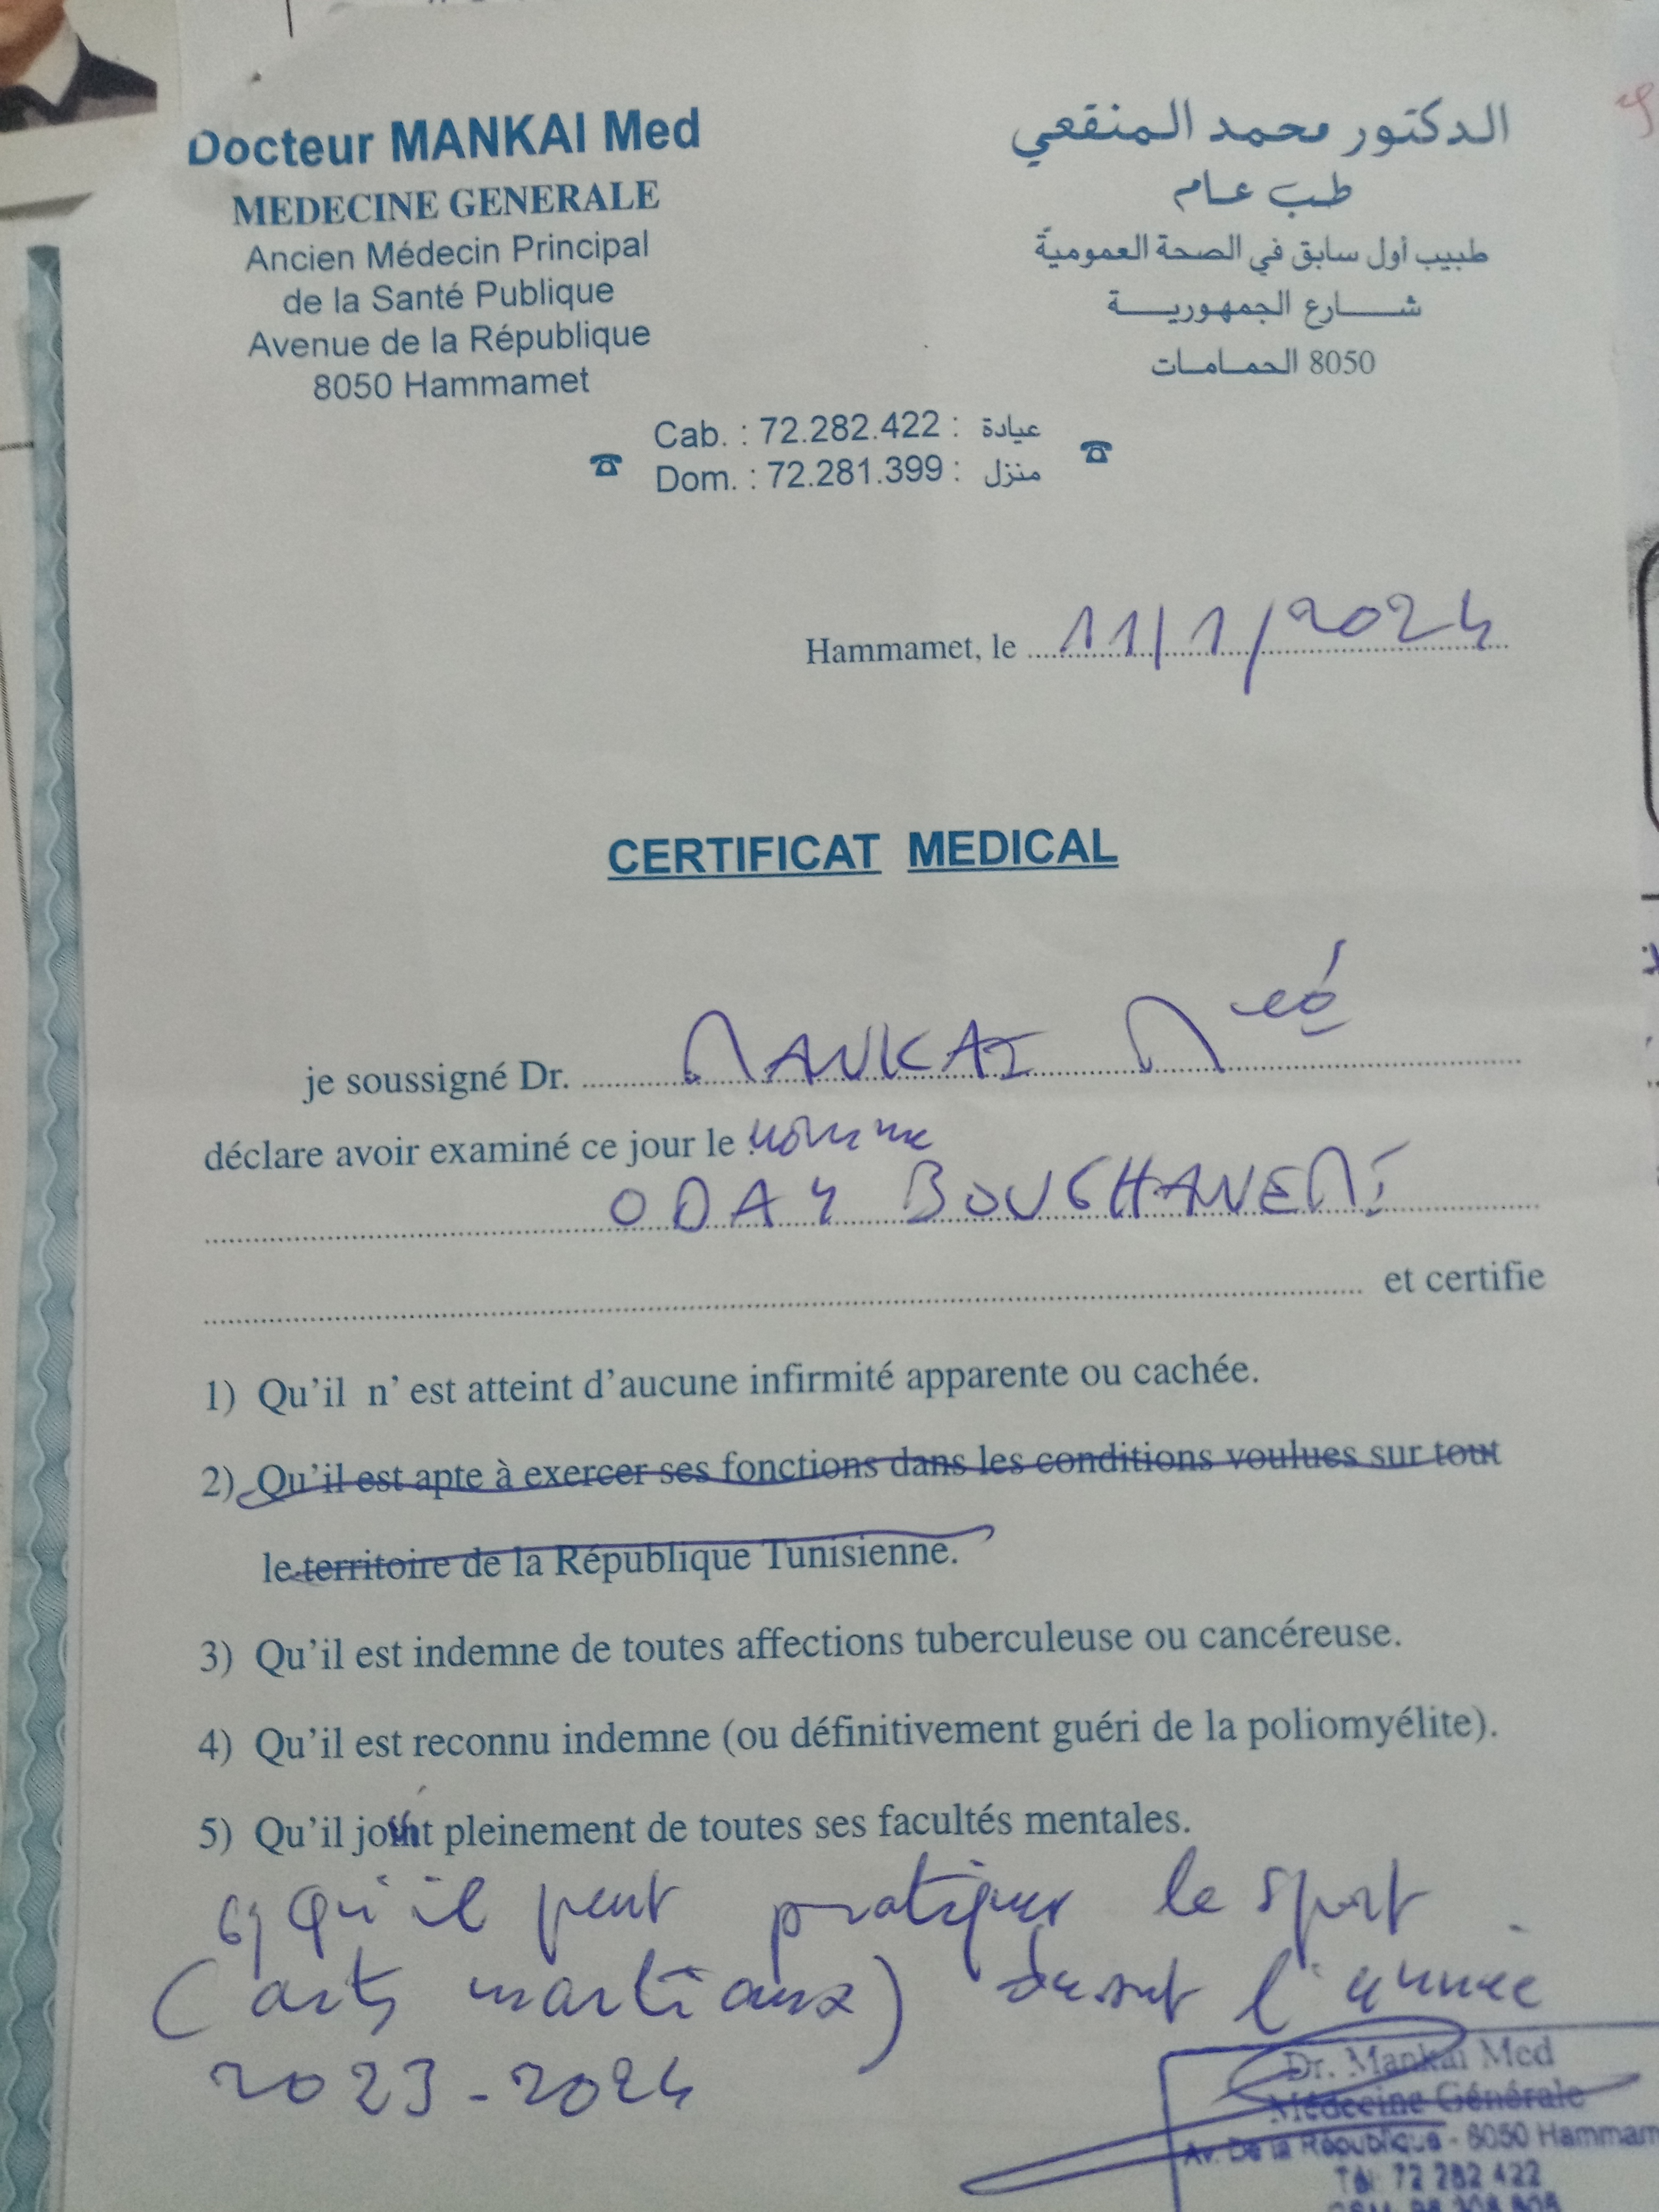 Docteur MANKAI Med
MEDECINE GENERALE
Ancien Médecin Principal
de la Santé Publique
Avenue de la République
8050 Hammamet
الدكتور محمد المنقعي
طب عام
طبيب أول سابق في الصحة العمومية
شارع الجمهورية
8050 الحمامات
Cab. : 72.282.422 : عيادة
Dom. : 72.281.399 : منزل
Hammamet, le 11/1/2024
CERTIFICAT MEDICAL
je soussigné Dr. MANKAI Med
déclare avoir examiné ce jour le nommé
ODAY BOUGHANEMI
et certifie
1) Qu'il n' est atteint d'aucune infirmité apparente ou cachée.
2) Qu'il est apte à exercer ses fonctions dans les conditions voulues sur tout
le territoire de la République Tunisienne.
3) Qu'il est indemne de toutes affections tuberculeuse ou cancéreuse.
4) Qu'il est reconnu indemne (ou définitivement guéri de la poliomyélite).
5) Qu'il jouit pleinement de toutes ses facultés mentales.
6) Qu'il peut pratiquer le sport
(arts martiaux) durant l'année
2023-2024
Dr. Mankai Med
Médecine Générale
Av. De la République - 8050 Hammam
Tél: 72 282 422